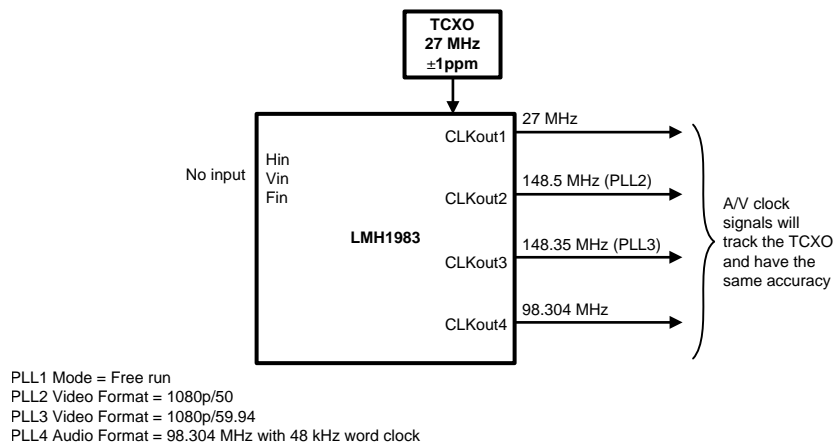 TCXO
27 MHz
±1ppm
No input
Hin
Vin
Fin
LMH1983
CLKout1
27 MHz
CLKout2
148.5 MHz (PLL2)
CLKout3
148.35 MHz (PLL3)
CLKout4
98.304 MHz
A/V clock
signals will
track the TCXO
and have the
same accuracy
PLL1 Mode = Free run
PLL2 Video Format = 1080p/50
PLL3 Video Format = 1080p/59.94
PLL4 Audio Format = 98.304 MHz with 48 kHz word clock